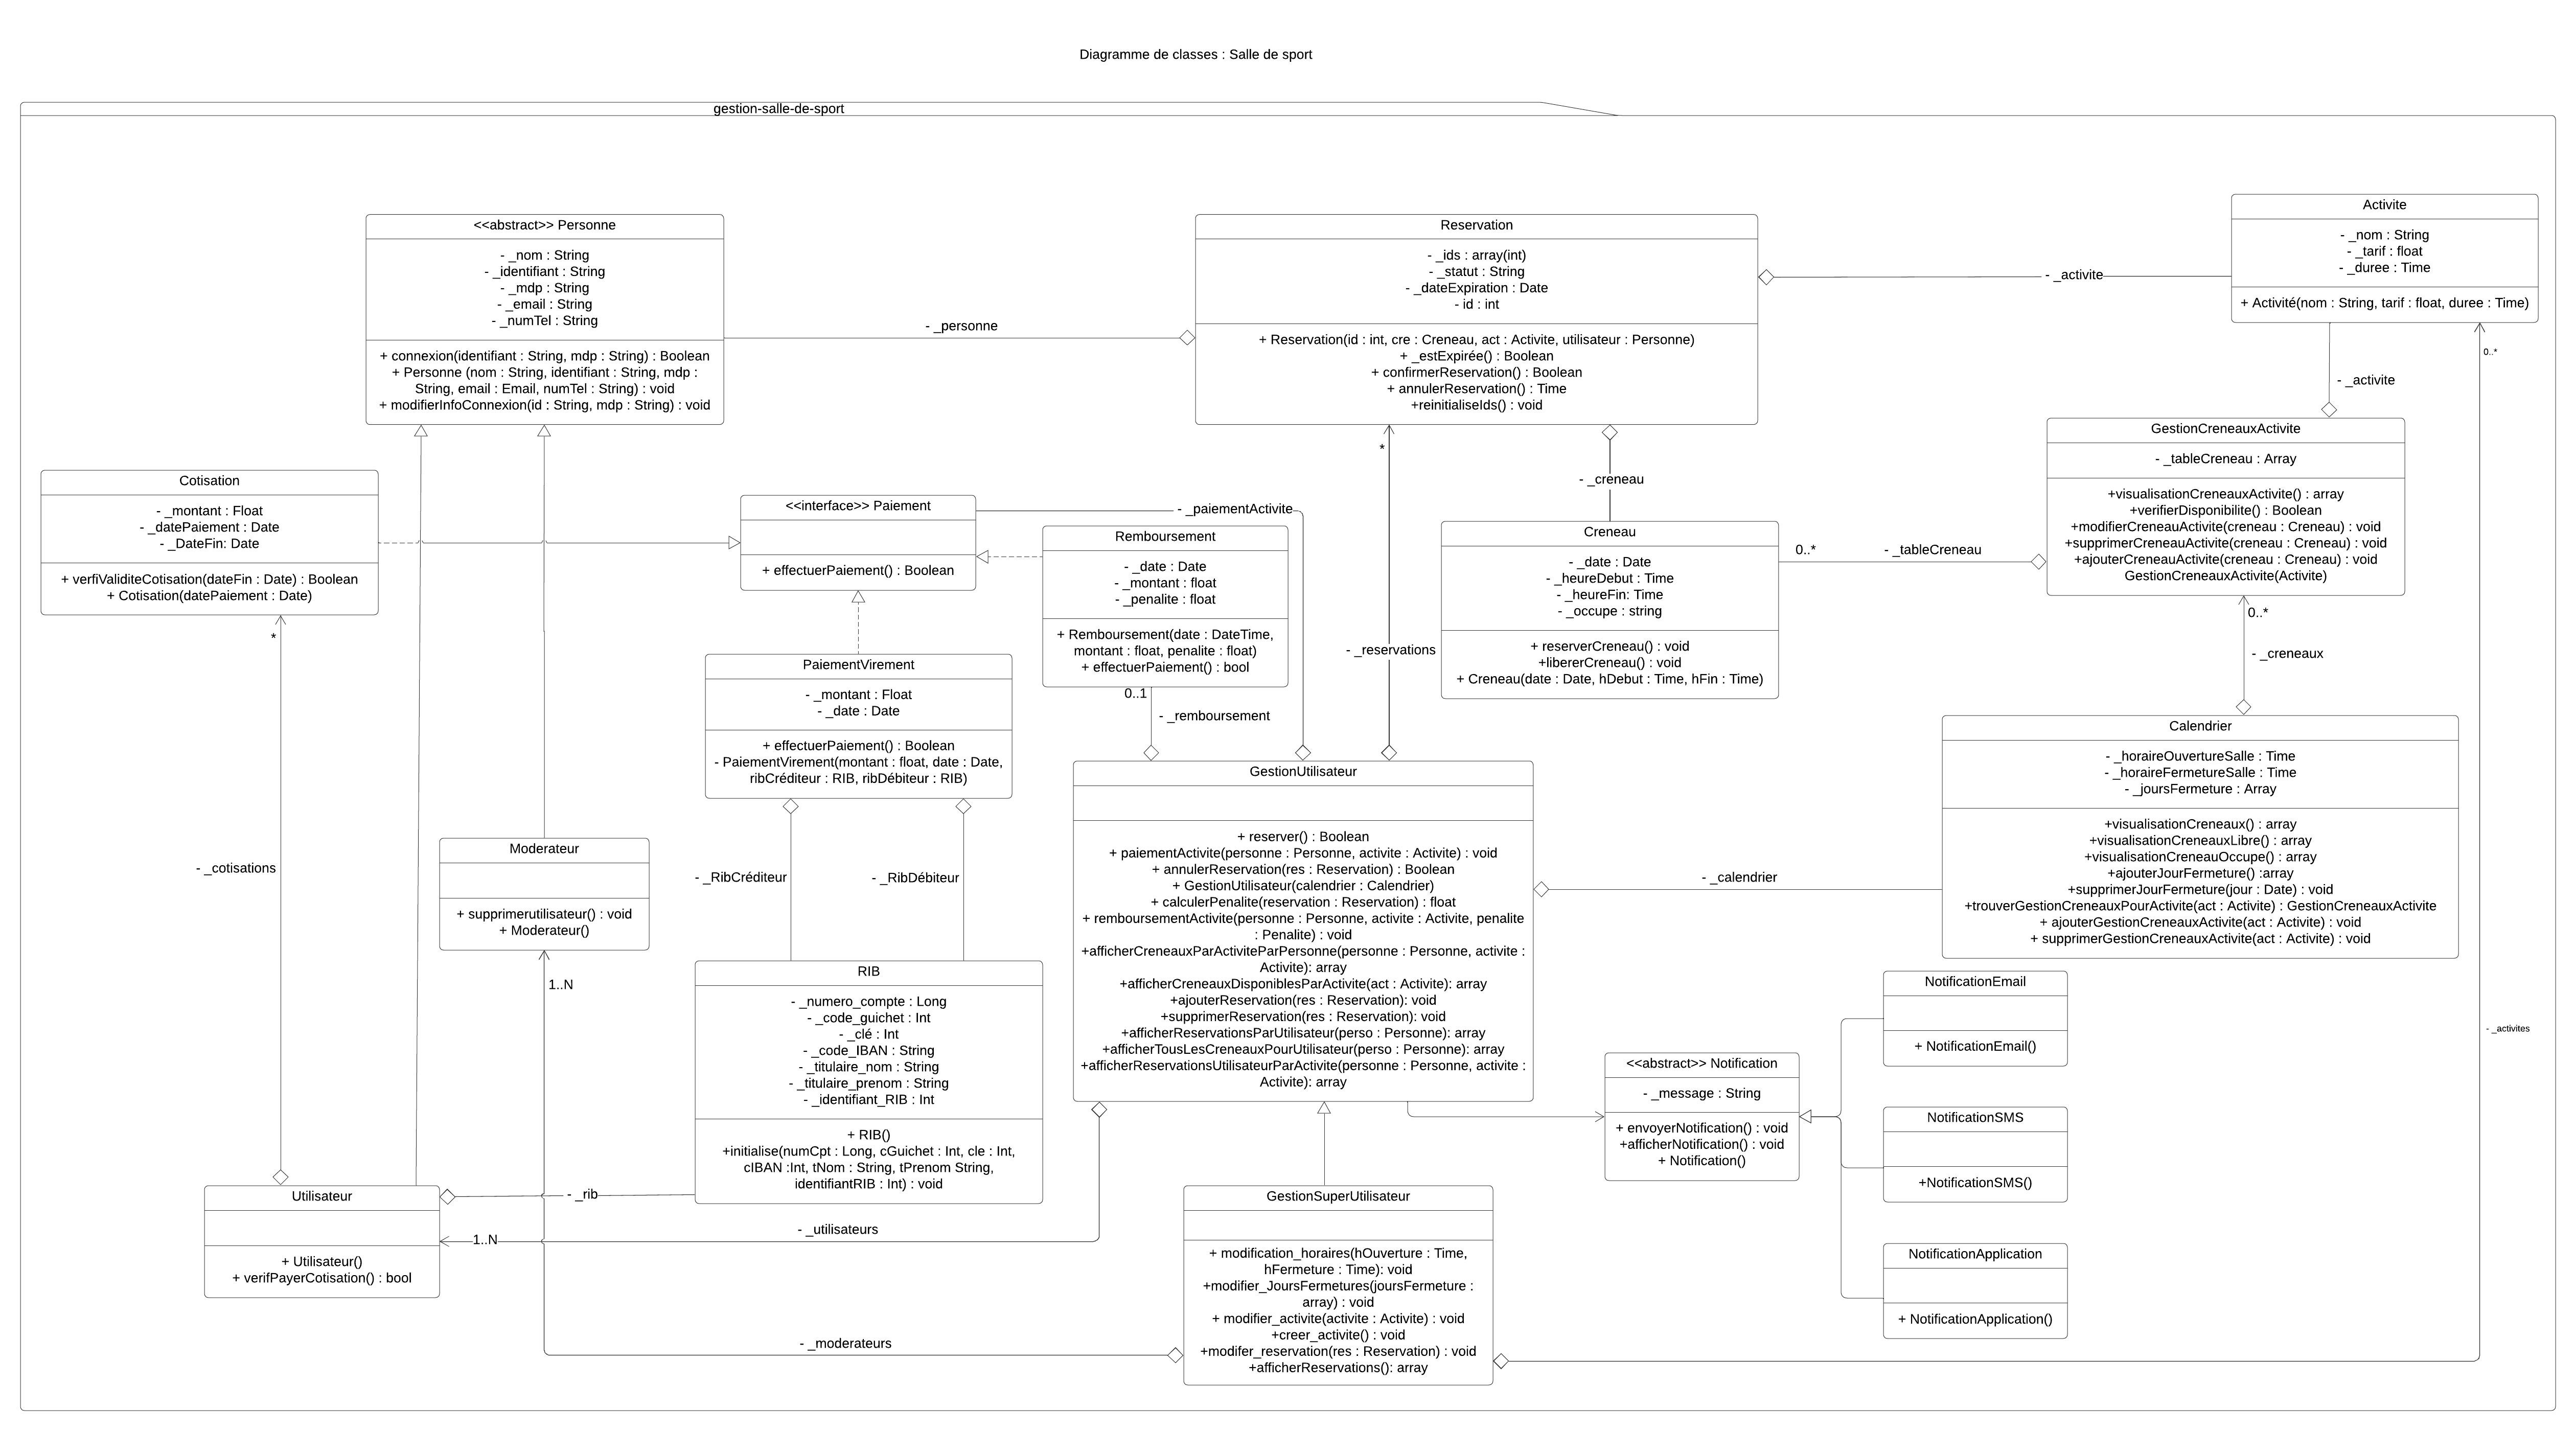 Diagramme de classes : Salle de sport
gestion-salle-de-sport
<<abstract>> Personne
- _nom : String
- _identifiant : String
- _mdp : String
- _email : String
- _numTel : String
+ connexion(identifiant : String, mdp : String) : Boolean
+ Personne (nom : String, identifiant : String, mdp :
String, email : Email, numTel : String) : void
+ modifierInfoConnexion(id : String, mdp : String) : void
- _personne
Reservation
- _ids : array(int)
- _statut : String
- _dateExpiration : Date
- id : int
+ Reservation(id : int, cre : Creneau, act : Activite, utilisateur : Personne)
+ _estExpirée() : Boolean
+ confirmerReservation() : Boolean
+ annulerReservation() : Time
+reinitialiseIds() : void
- _activite
Activite
- _nom : String
- _tarif : float
- _duree : Time
+ Activité(nom : String, tarif : float, duree : Time)
0..*
- _activite
GestionCreneauxActivite
- _tableCreneau : Array
+visualisationCreneauxActivite() : array
+verifierDisponibilite() : Boolean
+modifierCreneauActivite(creneau : Creneau) : void
+supprimerCreneauActivite(creneau : Creneau) : void
+ajouterCreneauActivite(creneau : Creneau) : void
GestionCreneauxActivite(Activite)
Cotisation
- _montant : Float
- _datePaiement : Date
- _DateFin: Date
+ verfiValiditeCotisation(dateFin : Date) : Boolean
+ Cotisation(datePaiement : Date)
*
<<interface>> Paiement
+ effectuerPaiement() : Boolean
- _paiementActivite
Remboursement
- _date : Date
- _montant : float
- _penalite : float
+ Remboursement(date : DateTime,
montant : float, penalite : float)
+ effectuerPaiement() : bool
0..1
- _remboursement
*
- _reservations
- _creneau
Creneau
- _date : Date
- _heureDebut : Time
- _heureFin: Time
- _occupe : string
+ reserverCreneau() : void
+libererCreneau() : void
+ Creneau(date : Date, hDebut : Time, hFin : Time)
0..*
- _tableCreneau
0..*
- _creneaux
PaiementVirement
- _montant : Float
- _date : Date
+ effectuerPaiement() : Boolean
- PaiementVirement(montant : float, date : Date,
ribCréditeur : RIB, ribDébiteur : RIB)
- _RibCréditeur
- _RibDébiteur
GestionUtilisateur
+ reserver() : Boolean
+ paiementActivite(personne : Personne, activite : Activite) : void
+ annulerReservation(res : Reservation) : Boolean
+ GestionUtilisateur(calendrier : Calendrier)
+ calculerPenalite(reservation : Reservation) : float
+ remboursementActivite(personne : Personne, activite : Activite, penalite
: Penalite) : void
+afficherCreneauxParActiviteParPersonne(personne : Personne, activite :
Activite): array
+afficherCreneauxDisponiblesParActivite(act : Activite): array
+ajouterReservation(res : Reservation): void
+supprimerReservation(res : Reservation): void
+afficherReservationsParUtilisateur(perso : Personne): array
+afficherTousLesCreneauxPourUtilisateur(perso : Personne): array
+afficherReservationsUtilisateurParActivite(personne : Personne, activite :
Activite): array
- _calendrier
Calendrier
- _horaireOuvertureSalle : Time
- _horaireFermetureSalle : Time
- _joursFermeture : Array
+visualisationCreneaux() : array
+visualisationCreneauxLibre() : array
+visualisationCreneauOccupe() : array
+ajouterJourFermeture() :array
+supprimerJourFermeture(jour : Date) : void
+trouverGestionCreneauxPourActivite(act : Activite) : GestionCreneauxActivite
+ ajouterGestionCreneauxActivite(act : Activite) : void
+ supprimerGestionCreneauxActivite(act : Activite) : void
- _cotisations
Moderateur
+ supprimerutilisateur() : void
+ Moderateur()
1..N
RIB
- _numero_compte : Long
- _code_guichet : Int
- _clé : Int
- _code_IBAN : String
- _titulaire_nom : String
- _titulaire_prenom : String
- _identifiant_RIB : Int
+ RIB()
+initialise(numCpt : Long, cGuichet : Int, cle : Int,
cIBAN :Int, tNom : String, tPrenom String,
identifiantRIB : Int) : void
NotificationEmail
+ NotificationEmail()
- _activites
<<abstract>> Notification
- _message : String
+ envoyerNotification() : void
+afficherNotification() : void
+ Notification()
NotificationSMS
+NotificationSMS()
NotificationApplication
+ NotificationApplication()
Utilisateur
+ Utilisateur()
+ verifPayerCotisation() : bool
- _rib
1..N
- _utilisateurs
- _moderateurs
GestionSuperUtilisateur
+ modification_horaires(hOuverture : Time,
hFermeture : Time): void
+modifier_JoursFermetures(joursFermeture :
array) : void
+ modifier_activite(activite : Activite) : void
+creer_activite() : void
+modifer_reservation(res : Reservation) : void
+afficherReservations(): array